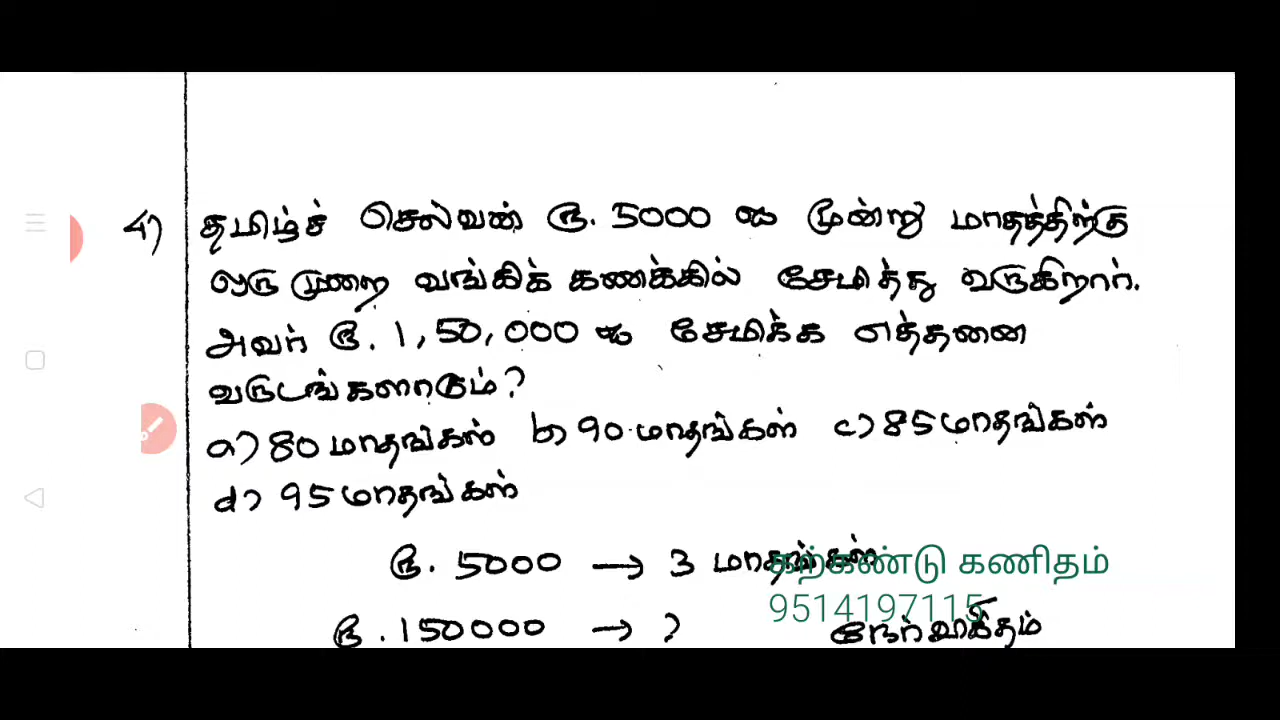 4) தமிழ்ச் செல்வன் ரூ. 5000 ஐ மூன்று மாதத்திற்கு
ஒரு முறை வங்கிக் கணக்கில் சேமித்து வருகிறார்.
அவர் ரூ. 1,50,000 ஐ சேமிக்க எத்தனை
வருடங்களாகும்?
a) 80 மாதங்கள் b) 90 மாதங்கள் c) 85 மாதங்கள்
d) 95 மாதங்கள்
ரூ. 5000 → 3 மாதங்கள்
கற்கண்டு கணிதம்
9514197115
ரூ. 150000 → ? நேர்விகிதம்